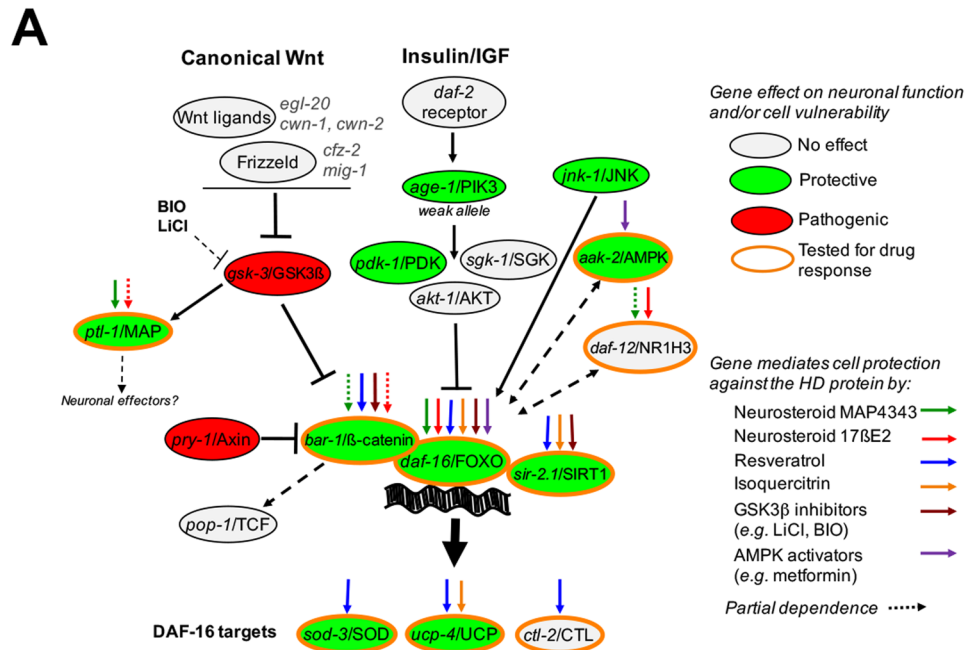 A
Canonical Wnt
Insulin/IGF
Wnt ligands
egl-20
cwn-1, cwn-2
Frizzeld
cfz-2
mig-1
daf-2
receptor
age-1/PIK3
weak allele
jnk-1/JNK
BIO
LiCl
gsk-3/GSK3ß
pdk-1/PDK
sgk-1/SGK
akt-1/AKT
aak-2/AMPK
ptl-1/MAP
daf-12/NR1H3
Neuronal effectors?
pry-1/Axin
bar-1/ß-catenin
daf-16/FOXO
sir-2.1/SIRT1
pop-1/TCF
DAF-16 targets
sod-3/SOD
ucp-4/UCP
ctl-2/CTL
Gene effect on neuronal function
and/or cell vulnerability
No effect
Protective
Pathogenic
Tested for drug
response
Gene mediates cell protection
against the HD protein by:
Neurosteroid MAP4343
Neurosteroid 17ßE2
Resveratrol
Isoquercitrin
GSK3β inhibitors
(e.g. LiCl, BIO)
AMPK activators
(e.g. metformin)
Partial dependence